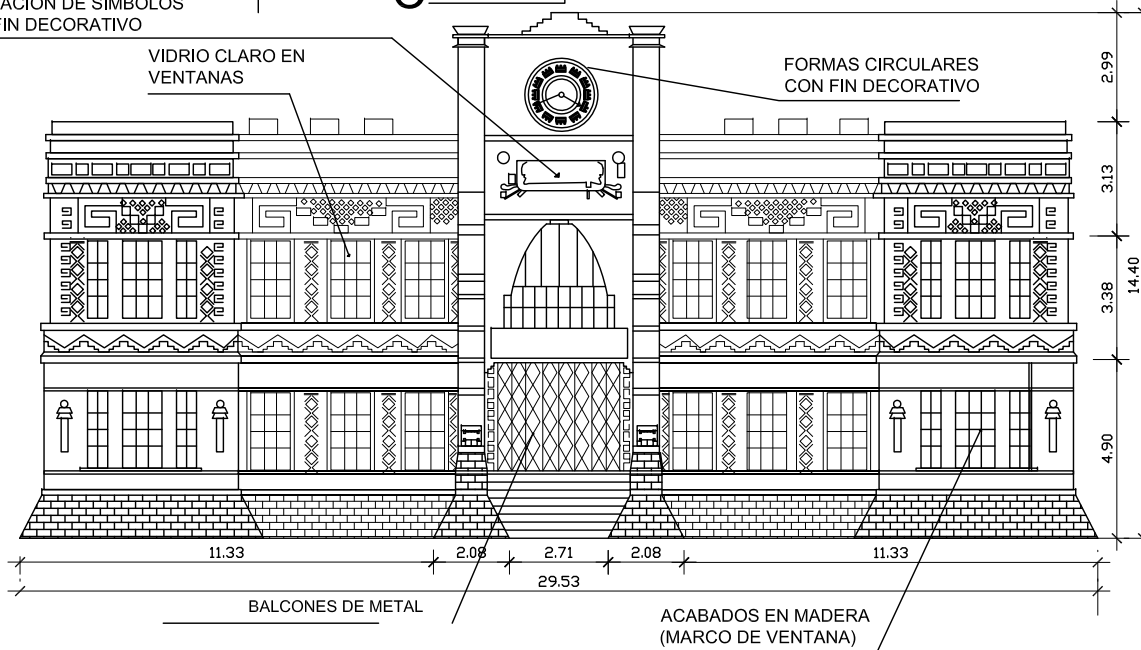 ACIÓN DE SÍMBOLOS
FIN DECORATIVO
VIDRIO CLARO EN
VENTANAS
FORMAS CIRCULARES
CON FIN DECORATIVO
2.99
3.13
3.38
14.40
4.90
11.33
2.08
2.71
2.08
11.33
29.53
BALCONES DE METAL
ACABADOS EN MADERA
(MARCO DE VENTANA)